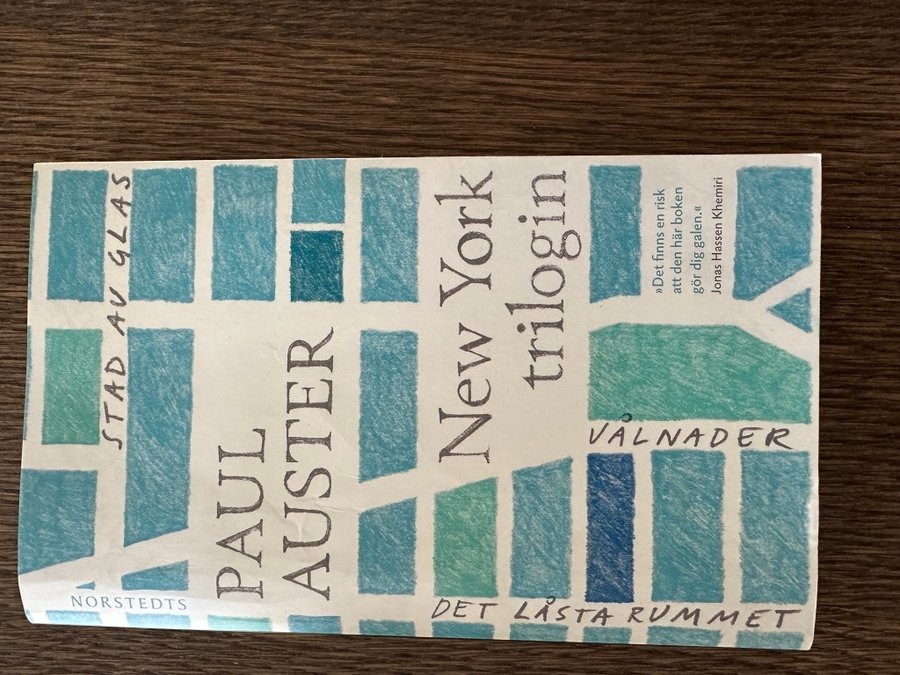 STAD AV GLAS
PAUL
AUSTER
New York
trilogin
»Det finns en risk
att den här boken
gör dig galen.«
Jonas Hassen Khemiri
VÅLNADER
DET LÅSTA RUMMET
NORSTEDTS